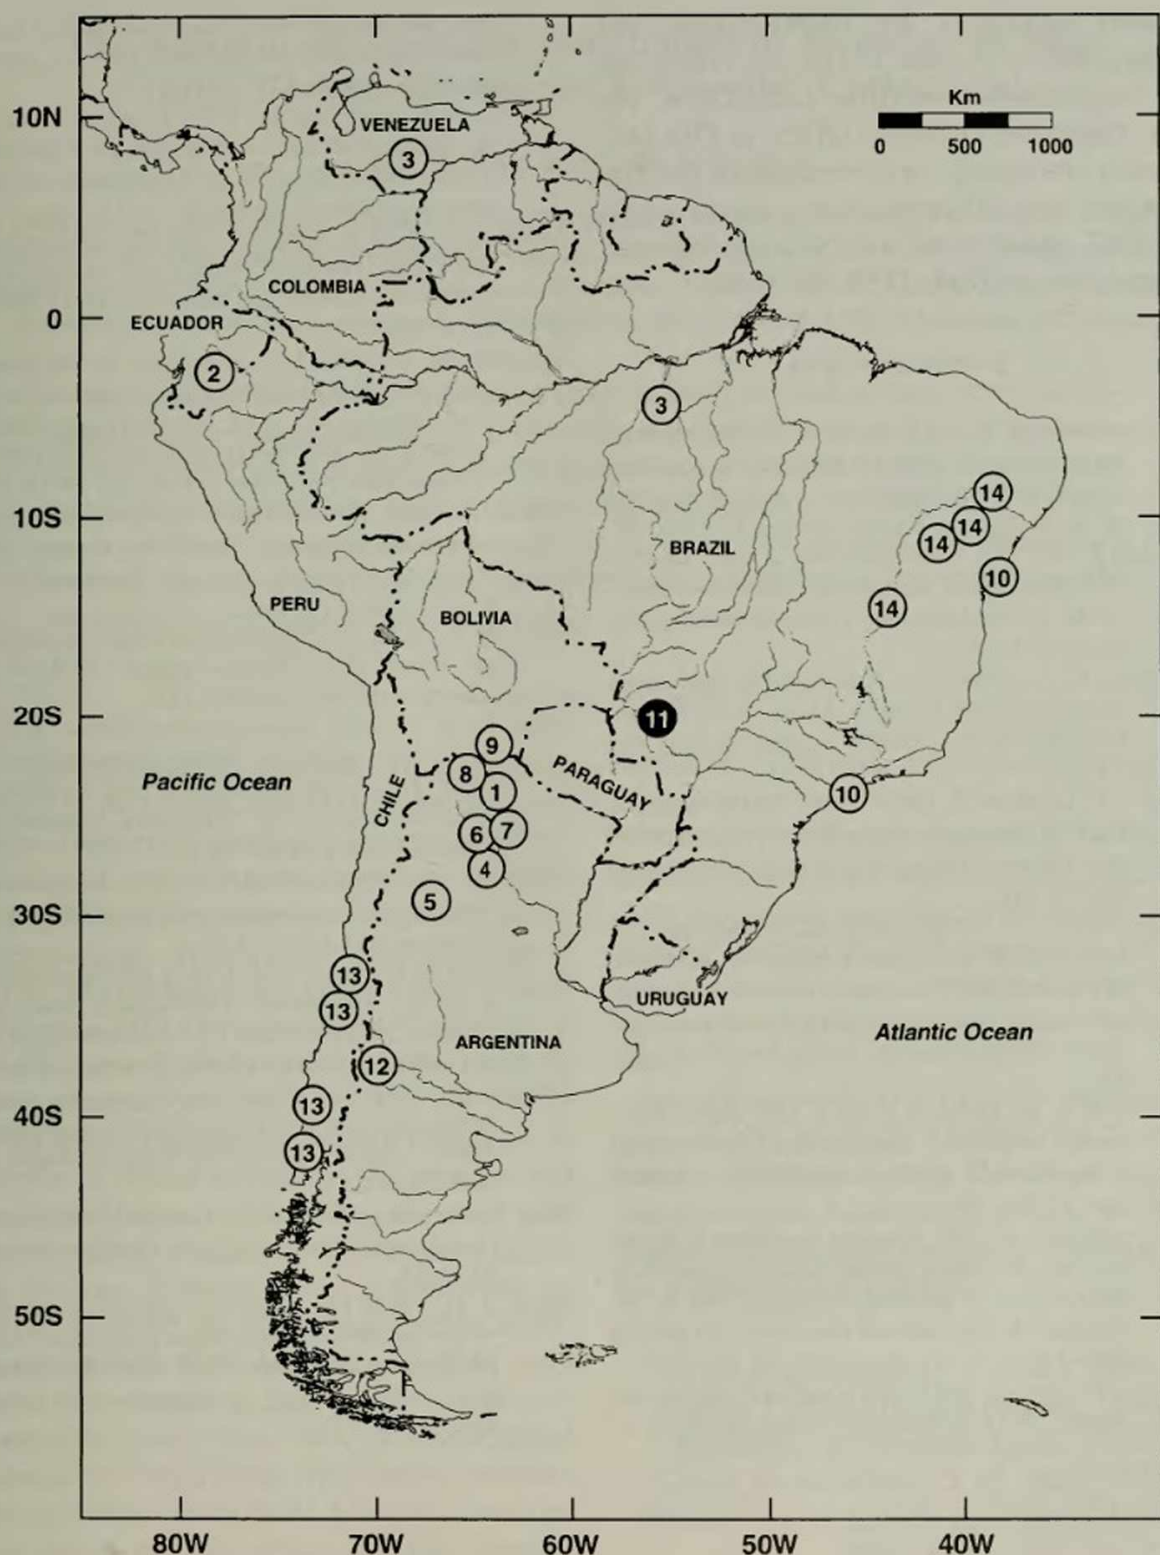 Km
0 500 1000
10N
VENEZUELA
3
COLOMBIA
0
ECUADOR
2
3
14
10S
14
14
BRAZIL
10
PERU
14
BOLIVIA
20S
11
9
PARAGUAY
Pacific Ocean
8
CHILE
1
10
6
7
4
5
30S
13
URUGUAY
13
Atlantic Ocean
ARGENTINA
12
13
40S
13
50S
80W 70W 60W 50W 40W